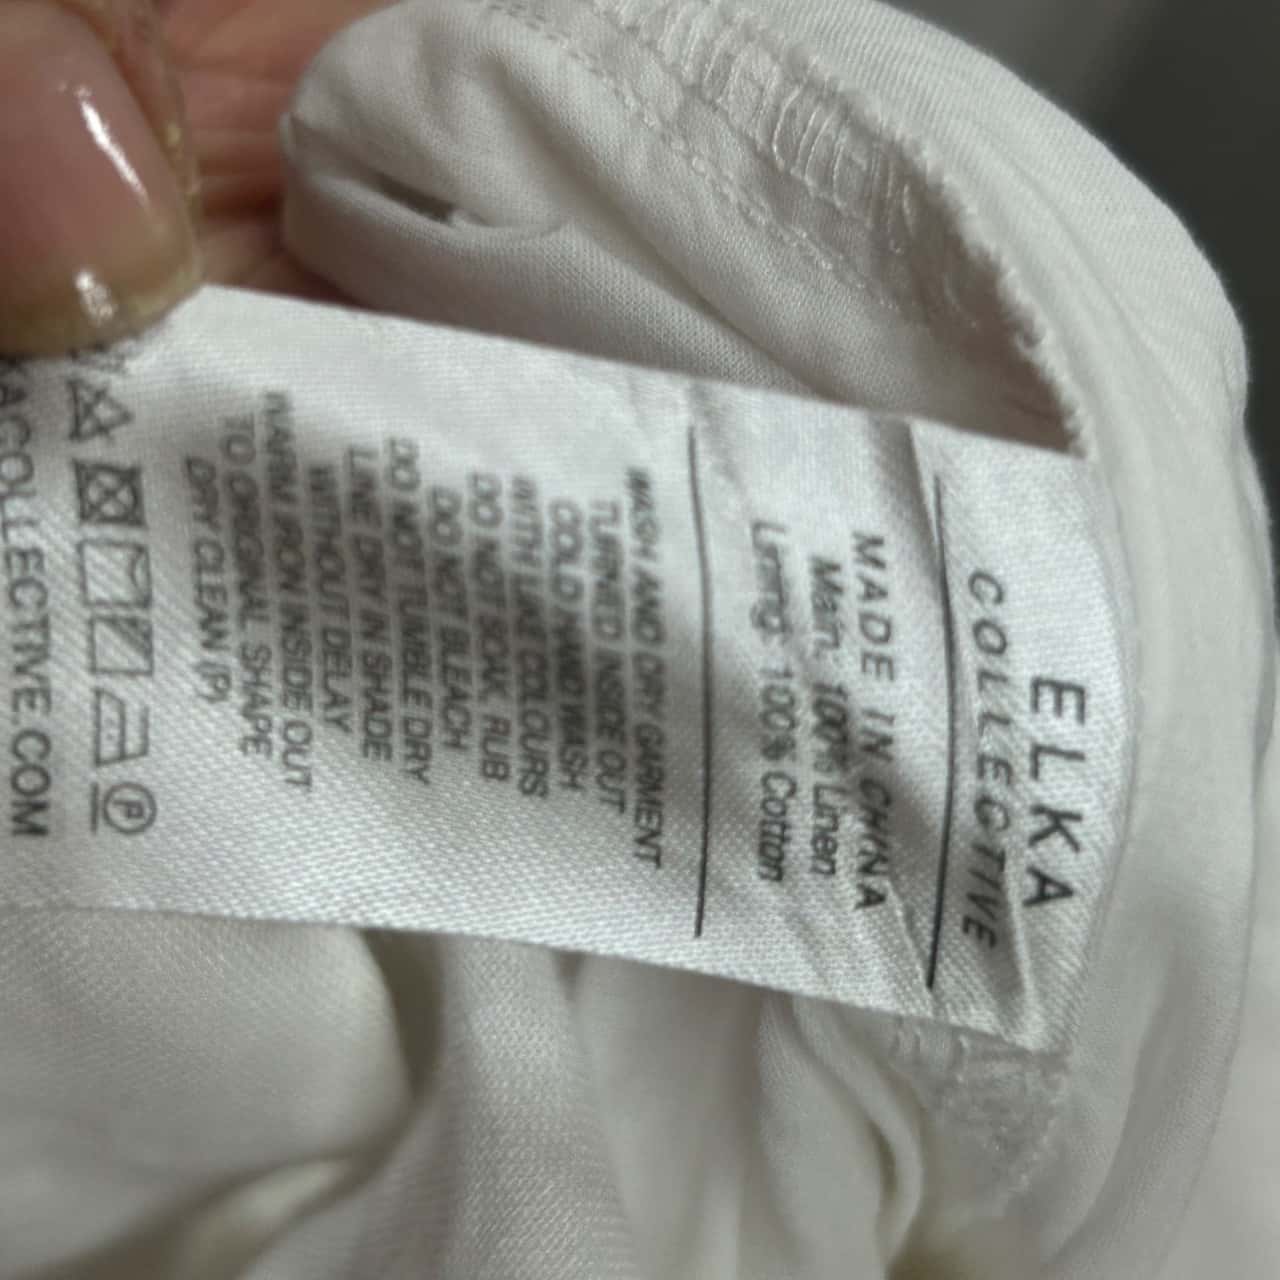 ELKA
COLLECTIVE
MADE IN CHINA
Main: 100% Linen
Lining: 100% Cotton
WASH AND DRY GARMENT
TURNED INSIDE OUT
COLD HAND WASH
WITH LIKE COLOURS
DO NOT SOAK, RUB
DO NOT BLEACH
DO NOT TUMBLE DRY
LINE DRY IN SHADE
WITHOUT DELAY
WARM IRON INSIDE OUT
TO ORIGINAL SHAPE
DRY CLEAN (P)
P
KACOLLECTIVE.COM